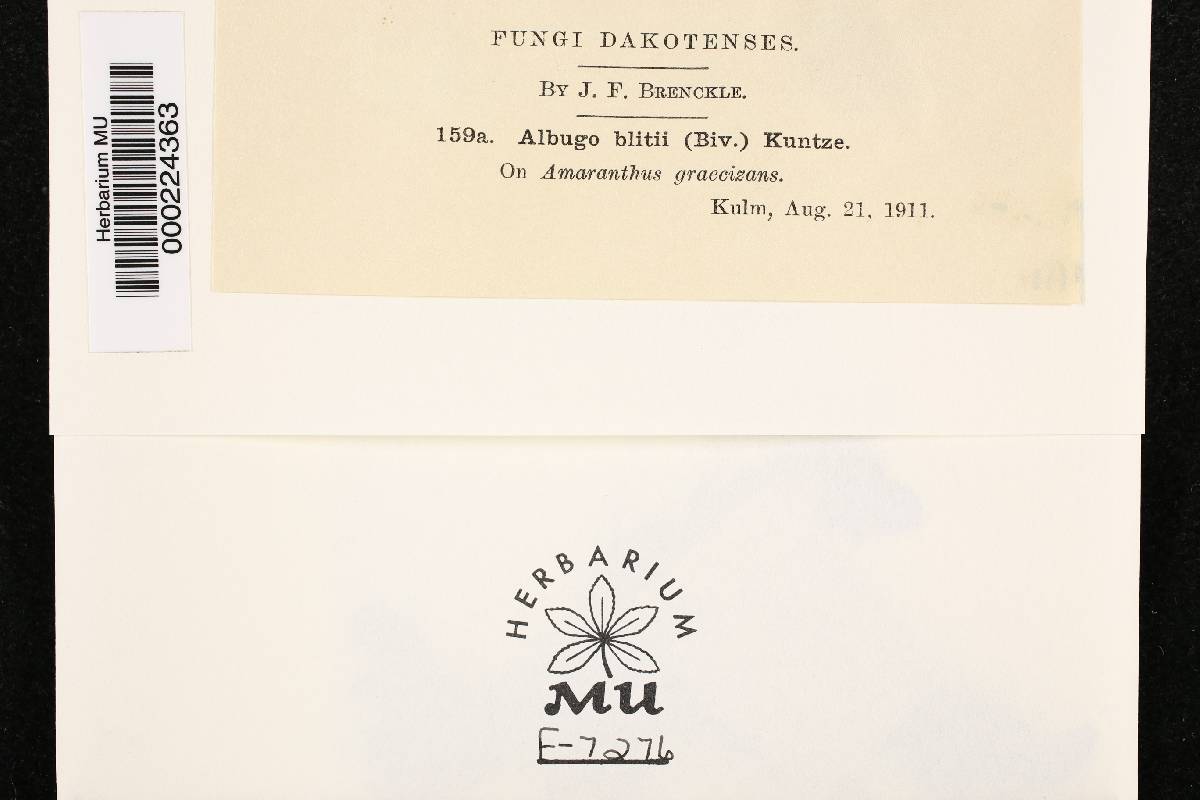 FUNGI DAKOTENSES.
BY J. F. BRENCKLE.
159a. Albugo blitii (Biv.) Kuntze.
On Amaranthus graecizans.
Kulm, Aug. 21, 1911.
Herbarium MU
000224363
HERBARIUM
MU
F-7276